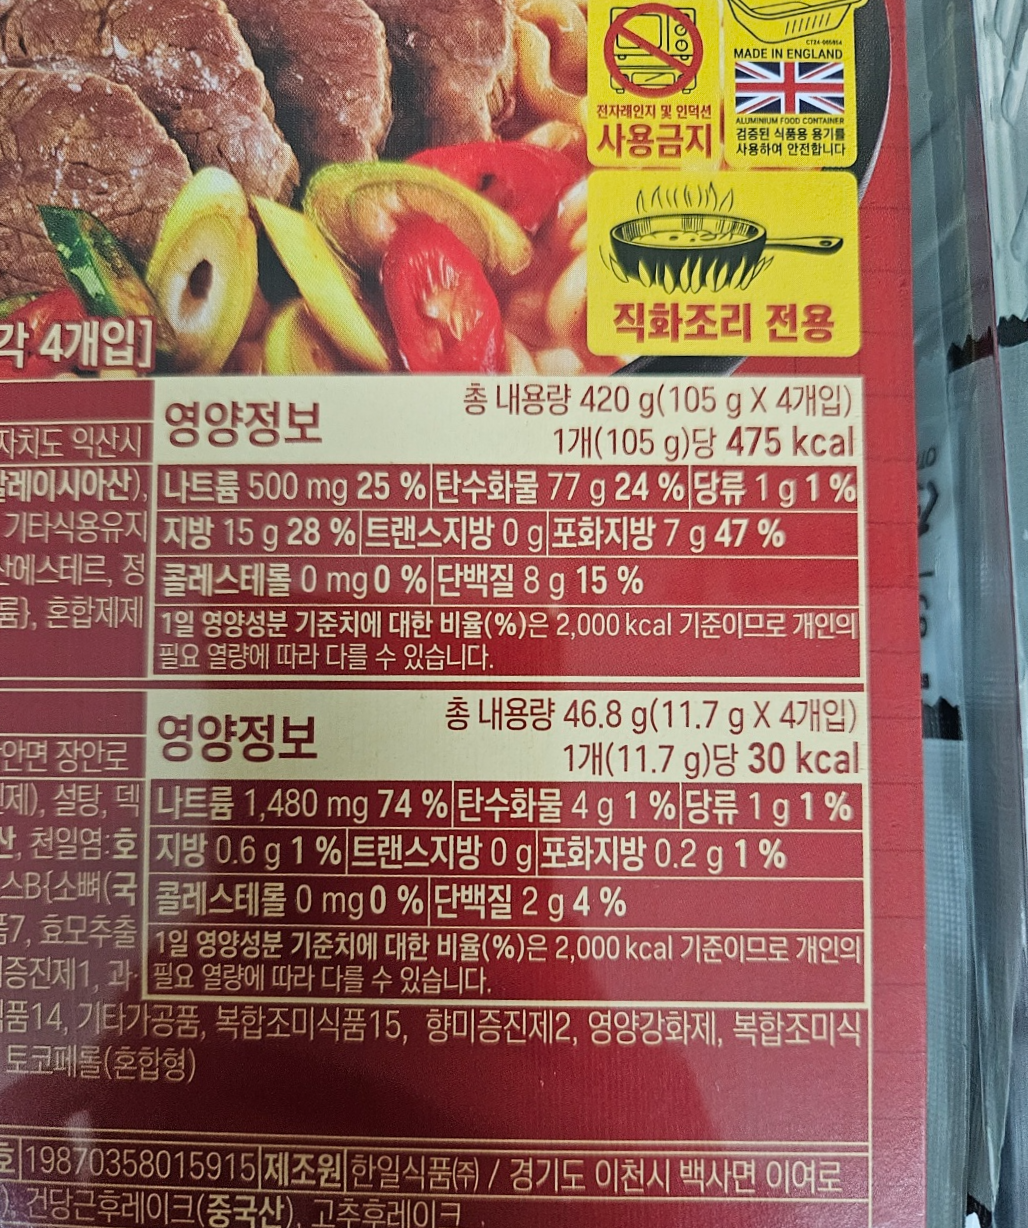 CT24-005854
MADE IN ENGLAND
ALUMINIUM FOOD CONTAINER
검증된 식품용 용기를
사용하여 안전합니다
전자레인지 및 인덕션
사용금지
직화조리 전용
각 4개입]
자치도 익산시
말레이시아산),
기타식용유지
산에스테르, 정
륨}, 혼합제제
영양정보
총 내용량 420 g(105 g X 4개입)
1개(105 g)당 475 kcal
나트륨 500 mg 25 % 탄수화물 77 g 24 % 당류 1 g 1 %
지방 15 g 28 % 트랜스지방 0 g 포화지방 7 g 47 %
콜레스테롤 0 mg 0 % 단백질 8 g 15 %
1일 영양성분 기준치에 대한 비율(%)은 2,000 kcal 기준이므로 개인의
필요 열량에 따라 다를 수 있습니다.
안면 장안로
제), 설탕, 덱
산, 천일염:호
스B{소뼈(국
품7, 효모추출
증진제1, 과
영양정보
총 내용량 46.8 g(11.7 g X 4개입)
1개(11.7 g)당 30 kcal
나트륨 1,480 mg 74 % 탄수화물 4 g 1 % 당류 1 g 1 %
지방 0.6 g 1 % 트랜스지방 0 g 포화지방 0.2 g 1 %
콜레스테롤 0 mg 0 % 단백질 2 g 4 %
1일 영양성분 기준치에 대한 비율(%)은 2,000 kcal 기준이므로 개인의
필요 열량에 따라 다를 수 있습니다.
품14, 기타가공품, 복합조미식품15, 향미증진제2, 영양강화제, 복합조미식
토코페롤(혼합형)
호 19870358015915 제조원 한일식품㈜ / 경기도 이천시 백사면 이여로
), 건당근후레이크(중국산), 고추후레이크